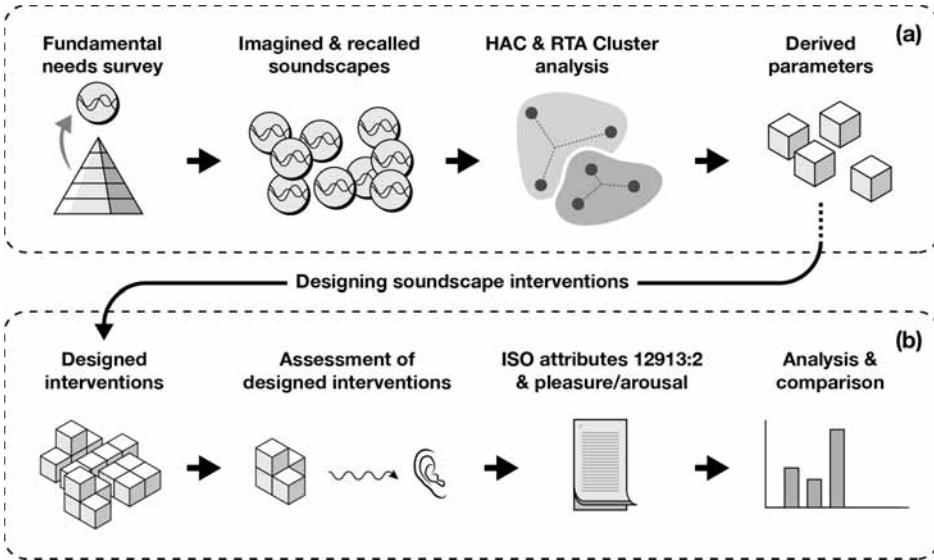 (a)
Fundamental
needs survey
Imagined & recalled
soundscapes
HAC & RTA Cluster
analysis
Derived
parameters
Designing soundscape interventions
(b)
Designed
interventions
Assessment of
designed interventions
ISO attributes 12913:2
& pleasure/arousal
Analysis &
comparison